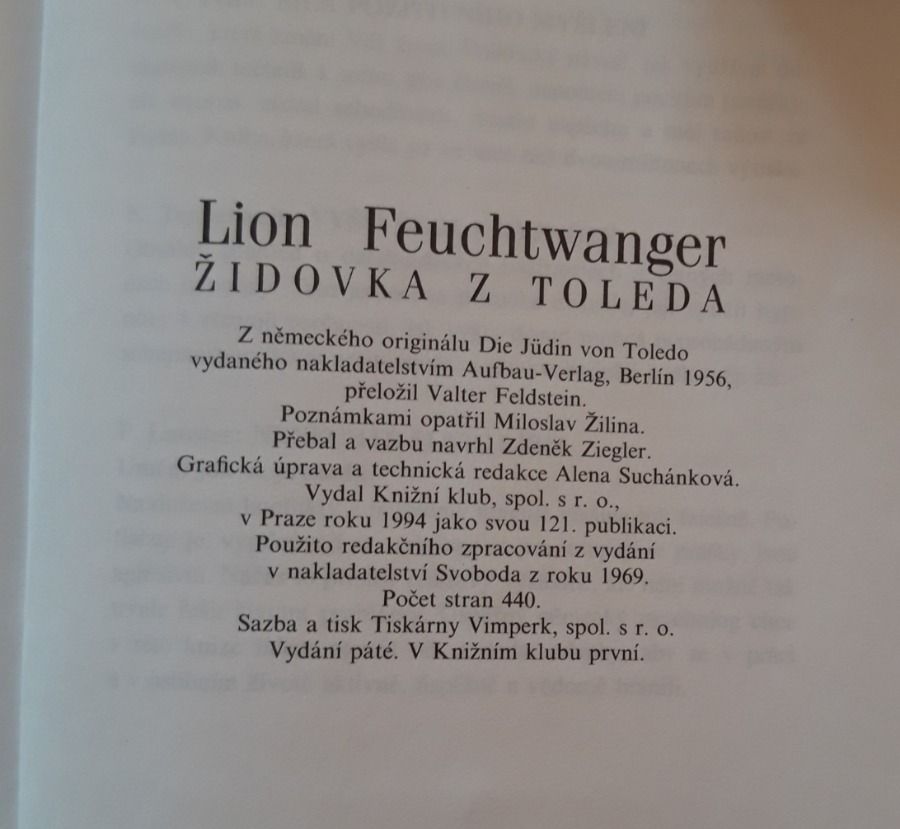 Lion Feuchtwanger
ŽIDOVKA Z TOLEDA
Z německého originálu Die Jüdin von Toledo
vydaného nakladatelstvím Aufbau-Verlag, Berlín 1956,
přeložil Valter Feldstein.
Poznámkami opatřil Miloslav Žilina.
Přebal a vazbu navrhl Zdeněk Ziegler.
Grafická úprava a technická redakce Alena Suchánková.
Vydal Knižní klub, spol. s r. o.,
v Praze roku 1994 jako svou 121. publikaci.
Použito redakčního zpracování z vydání
v nakladatelství Svoboda z roku 1969.
Počet stran 440.
Sazba a tisk Tiskárny Vimperk, spol. s r. o.
Vydání páté. V Knižním klubu první.